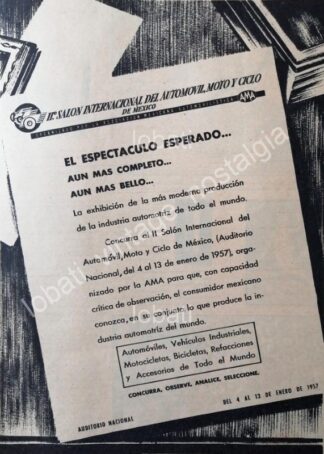 II.º SALON INTERNACIONAL DEL AUTOMOVIL, MOTO Y CICLO
DE MEXICO
AMA
EL ESPECTACULO ESPERADO...
AUN MAS COMPLETO...
AUN MAS BELLO...
La exhibición de la más moderna producción
de la industria automotriz de todo el mundo.
Concurra al II Salón Internacional del
Automóvil, Moto y Ciclo de México, (Auditorio
Nacional, del 4 al 13 de enero de 1957), orga-
nizado por la AMA para que, con capacidad
crítica de observación, el consumidor mexicano
conozca, en su conjunto, lo que produce la in-
dustria automotriz del mundo.
Automóviles, Vehículos Industriales,
Motocicletas, Bicicletas, Refacciones
y Accesorios de Todo el Mundo
CONCURRA, OBSERVE, ANALICE, SELECCIONE.
AUDITORIO NACIONAL
DEL 4 AL 13 DE ENERO DE 1957